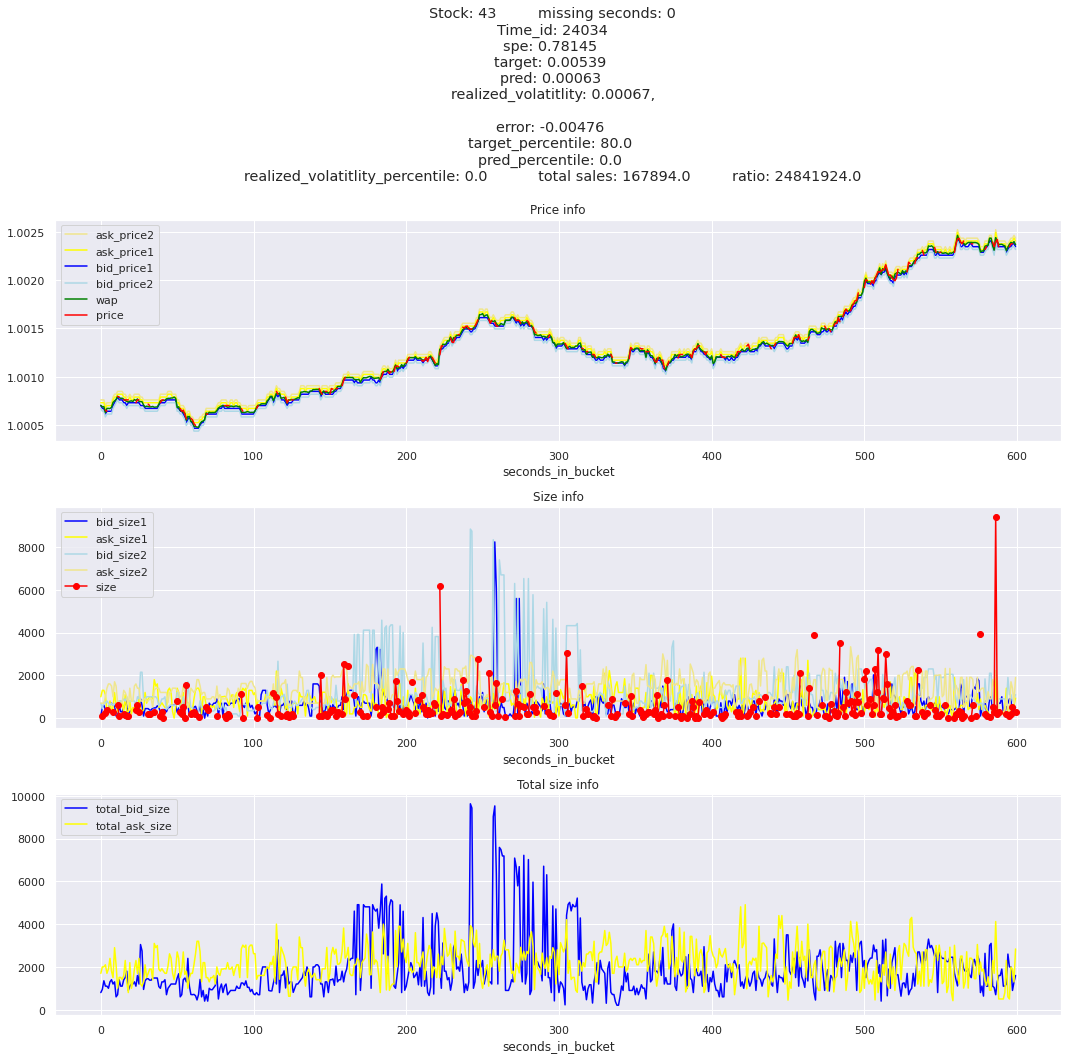 Stock: 43 missing seconds: 0
Time_id: 24034
spe: 0.78145
target: 0.00539
pred: 0.00063
realized_volatitlity: 0.00067,
error: -0.00476
target_percentile: 80.0
pred_percentile: 0.0
realized_volatitlity_percentile: 0.0 total sales: 167894.0 ratio: 24841924.0
Price info
ask_price2
ask_price1
bid_price1
bid_price2
wap
price
1.0025
1.0020
1.0015
1.0010
1.0005
0 100 200 300 400 500 600
seconds_in_bucket
Size info
bid_size1
ask_size1
bid_size2
ask_size2
size
8000
6000
4000
2000
0
0 100 200 300 400 500 600
seconds_in_bucket
Total size info
total_bid_size
total_ask_size
10000
8000
6000
4000
2000
0
0 100 200 300 400 500 600
seconds_in_bucket